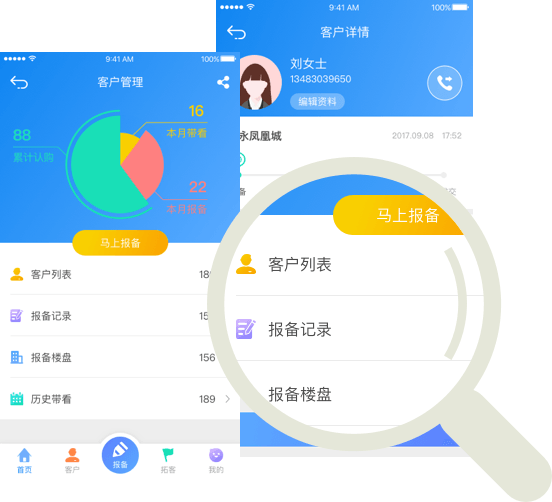 9:41 AM
100%
客户详情
刘女士
13483039650
编辑资料
永凤凰城
2017.09.08 17:52
备
9:41 AM
100%
客户管理
88
累计认购
16
本月带看
22
本月报备
马上报备
客户列表
18
报备记录
15
报备楼盘
156
历史带看
189
首页
客户
报备
拓客
我的
马上报备
客户列表
报备记录
报备楼盘